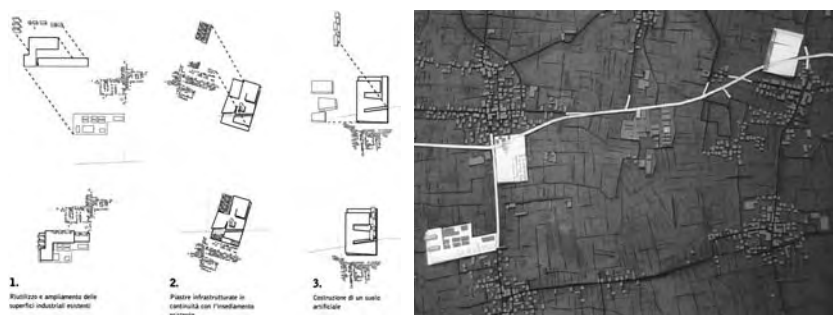 1.
Riutilizzo e ampliamento delle
superfici industriali esistenti
2.
Piastre infrastrutturate in
continuità con l'insediamento
esistente
3.
Costruzione di un suolo
artificiale